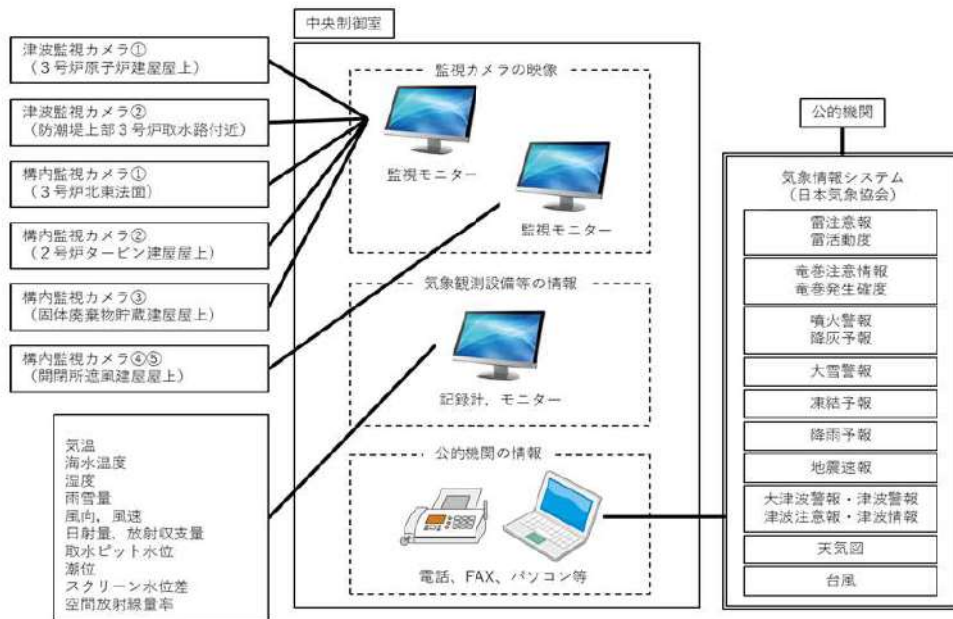 中央制御室
津波監視カメラ①
（３号炉原子炉建屋屋上）
津波監視カメラ②
（防潮堤上部３号炉取水路付近）
構内監視カメラ①
（３号炉北東法面）
構内監視カメラ②
（２号炉タービン建屋屋上）
構内監視カメラ③
（固体廃棄物貯蔵建屋屋上）
構内監視カメラ④⑤
（開閉所遮風建屋屋上）
気温
海水温度
湿度
雨雪量
風向，風速
日射量、放射収支量
取水ピット水位
潮位
スクリーン水位差
空間放射線量率
監視カメラの映像
監視モニター
監視モニター
気象観測設備等の情報
記録計，モニター
公的機関の情報
電話、FAX、パソコン等
公的機関
気象情報システム
（日本気象協会）
雷注意報
雷活動度
竜巻注意情報
竜巻発生確度
噴火警報
降灰予報
大雪警報
凍結予報
降雨予報
地震速報
大津波警報・津波警報
津波注意報・津波情報
天気図
台風